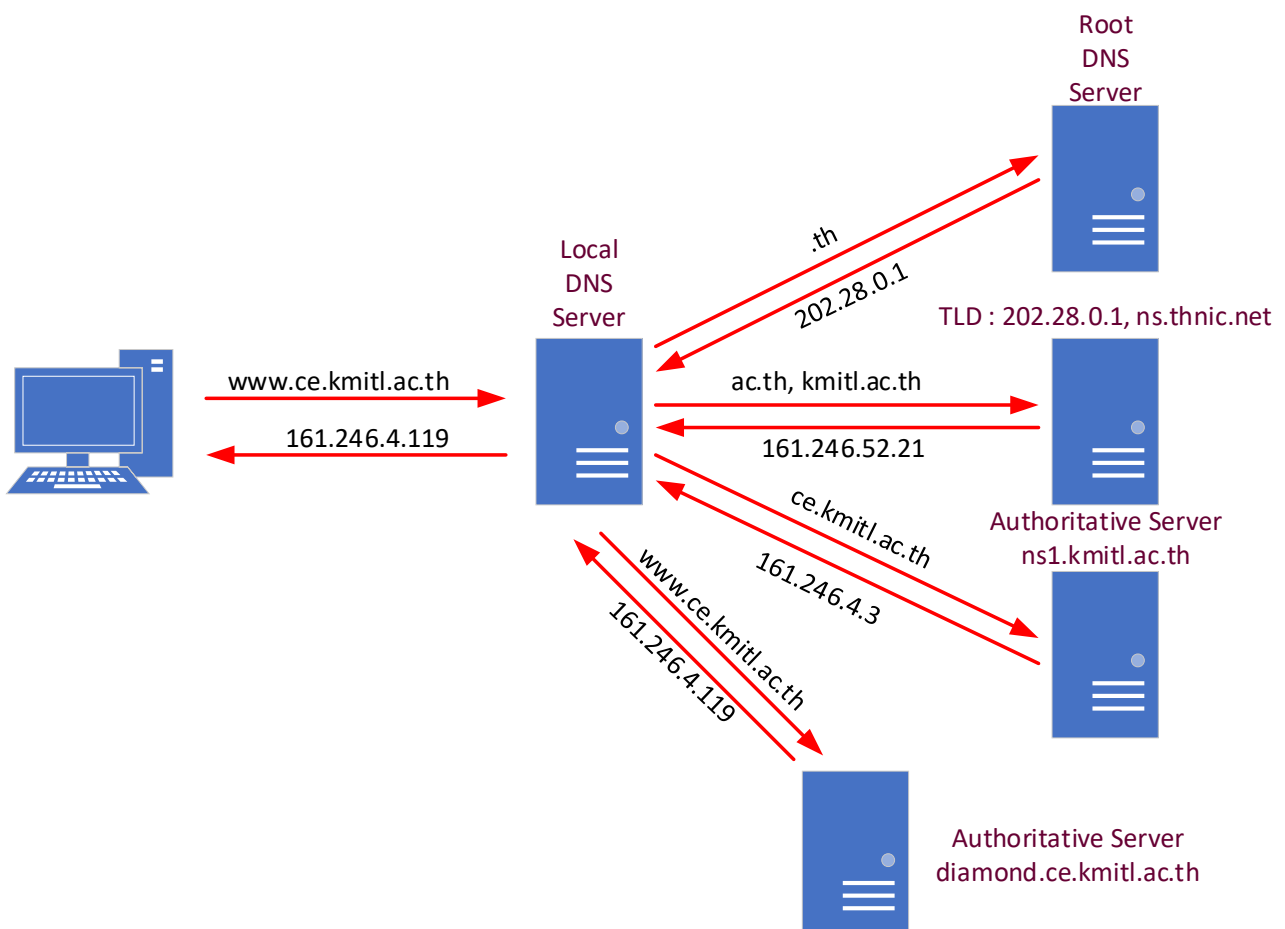 Root
DNS
Server
.th
202.28.0.1
Local
DNS
Server
TLD : 202.28.0.1, ns.thnic.net
www.ce.kmitl.ac.th
161.246.4.119
ac.th, kmitl.ac.th
161.246.52.21
ce.kmitl.ac.th
161.246.4.3
Authoritative Server
ns1.kmitl.ac.th
www.ce.kmitl.ac.th
161.246.4.119
Authoritative Server
diamond.ce.kmitl.ac.th